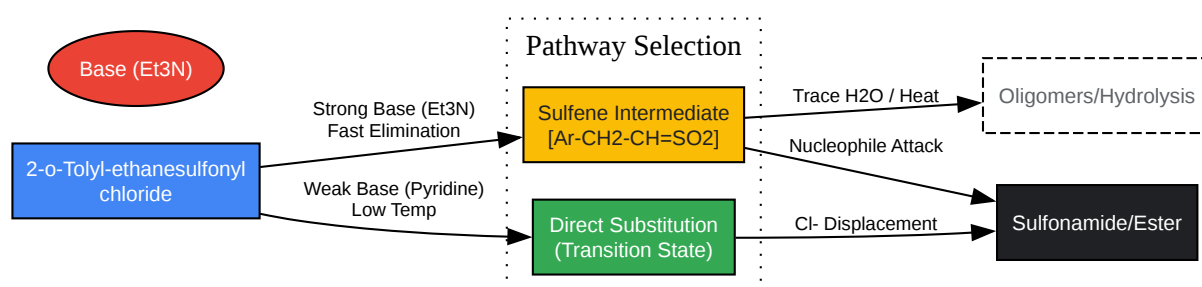 Pathway Selection
Base (Et3N)
Strong Base (Et3N)
Fast Elimination
Sulfene Intermediate
[Ar-CH2-CH=SO2]
Trace H2O / Heat
Oligomers/Hydrolysis
2-o-Tolyl-ethanesulfonyl
chloride
Nucleophile Attack
Weak Base (Pyridine)
Low Temp
Direct Substitution
(Transition State)
Cl- Displacement
Sulfonamide/Ester